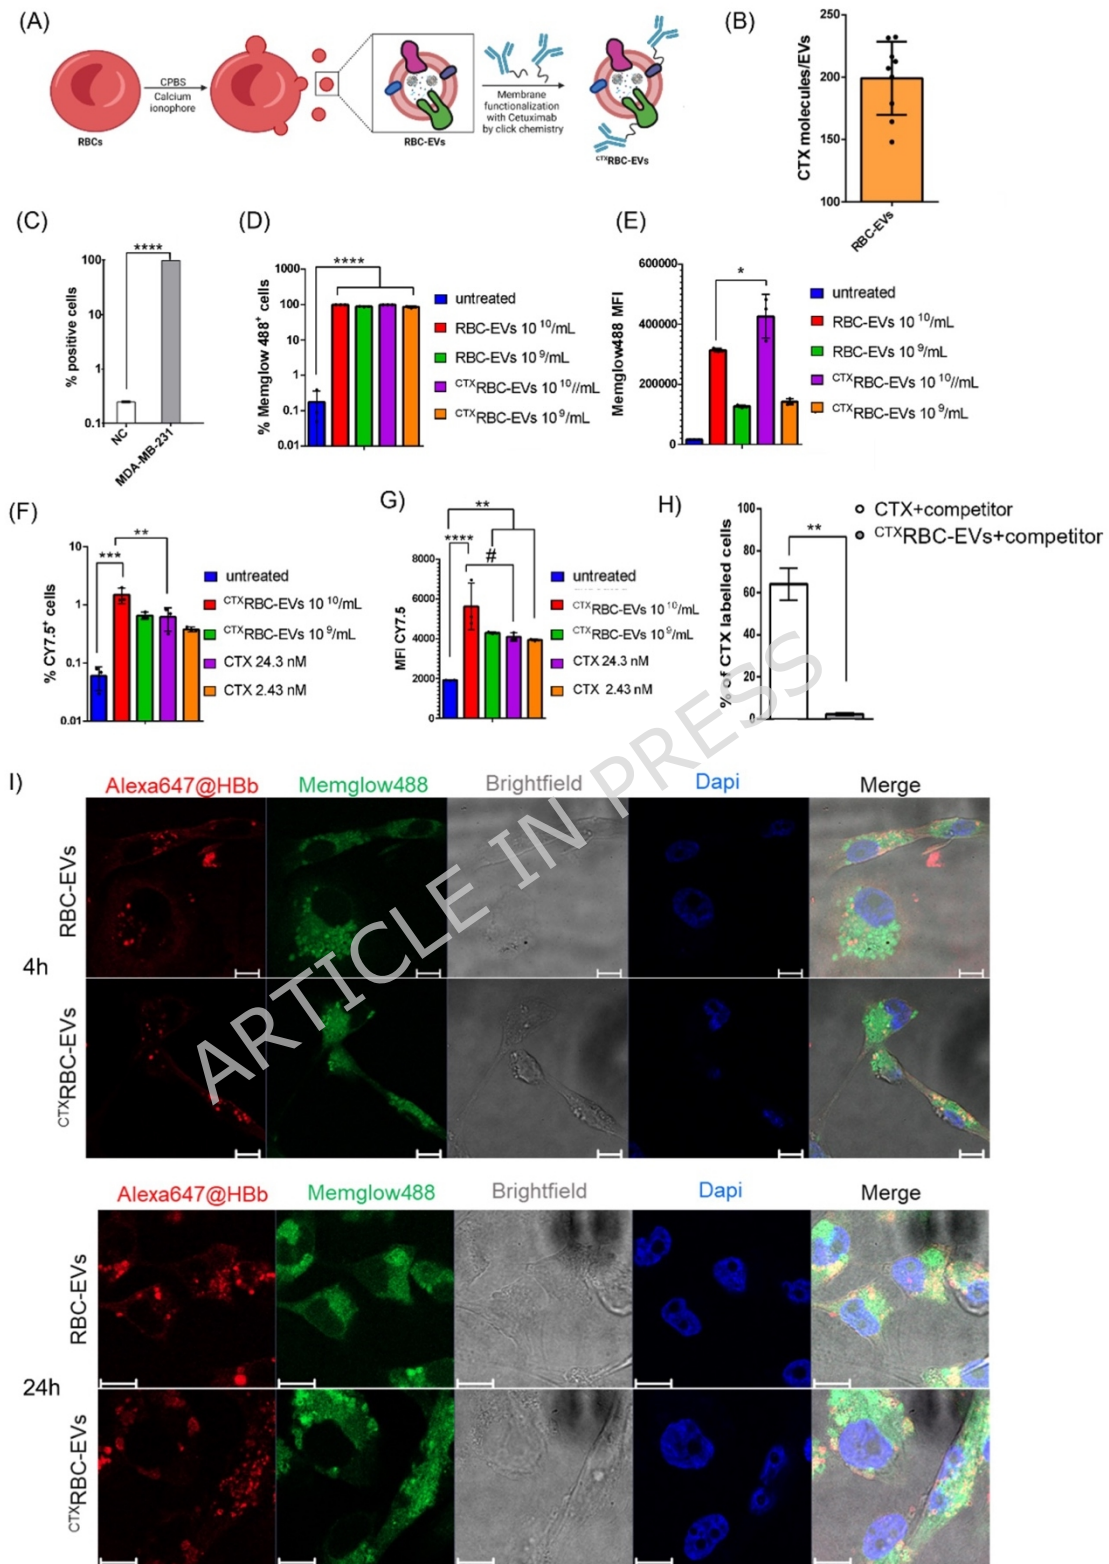 (A)
CPBS
Calcium
ionophore
RBCs
RBC-EVs
Membrane
functionalization
with Cetuximab
by click chemistry
CTXRBC-EVs
(B)
CTX molecules/EVs
250
200
150
100
RBC-EVs
(C)
% positive cells
****
100
10
1
0.1
NC
MDA-MB-231
(D)
% Memglow 488+ cells
****
1000
100
10
1
0.1
0.01
untreated
RBC-EVs 10 10/mL
RBC-EVs 10 9/mL
CTXRBC-EVs 10 10//mL
CTXRBC-EVs 10 9/mL
(E)
Memglow488 MFI
*
600000
400000
200000
0
untreated
RBC-EVs 10 10/mL
RBC-EVs 10 9/mL
CTXRBC-EVs 10 10//mL
CTXRBC-EVs 10 9/mL
(F)
% CY7.5+ cells
**
***
10
1
0.1
0.01
untreated
CTXRBC-EVs 10 10/mL
CTXRBC-EVs 10 9/mL
CTX 24.3 nM
CTX 2.43 nM
G)
MFI CY7.5
**
****
#
8000
6000
4000
2000
0
untreated
CTXRBC-EVs 10 10/mL
CTXRBC-EVs 10 9/mL
CTX 24.3 nM
CTX 2.43 nM
H)
% of CTX labelled cells
**
100
80
60
40
20
0
CTX+competitor
CTXRBC-EVs+competitor
I)
Alexa647@HBb Memglow488 Brightfield Dapi Merge
4h
RBC-EVs
CTXRBC-EVs
Alexa647@HBb Memglow488 Brightfield Dapi Merge
24h
RBC-EVs
CTXRBC-EVs
ARTICLE IN PRESS